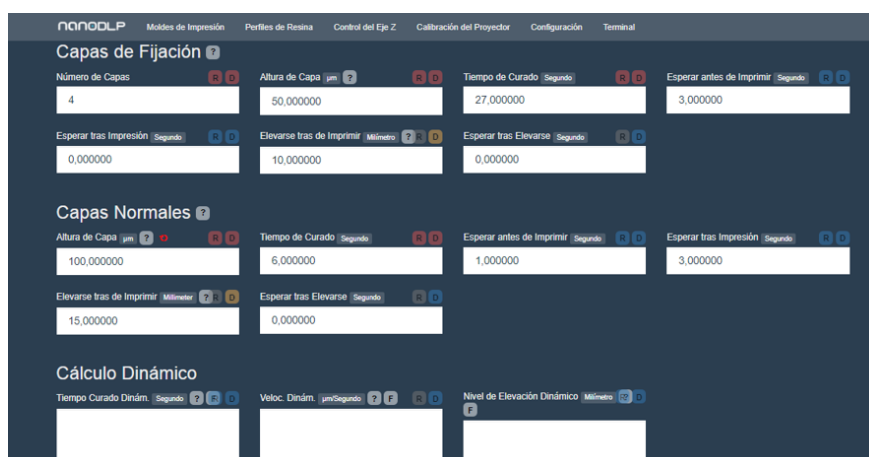 NANODLP Moldes de Impresión Perfiles de Resina Control del Eje Z Calibración del Proyector Configuración Terminal
Capas de Fijación ?
Número de Capas R D Altura de Capa µm ? R D Tiempo de Curado Segundo R D Esperar antes de Imprimir Segundo R D
4 50,000000 27,000000 3,000000
Esperar tras Impresión Segundo R D Elevarse tras de Imprimir Milímetro ? R D Esperar tras Elevarse Segundo R D
0,000000 10,000000 0,000000
Capas Normales ?
Altura de Capa µm ? R D Tiempo de Curado Segundo R D Esperar antes de Imprimir Segundo R D Esperar tras Impresión Segundo R D
100,000000 6,000000 1,000000 3,000000
Elevarse tras de Imprimir Millimeter ? R D Esperar tras Elevarse Segundo R D
15,000000 0,000000
Cálculo Dinámico
Tiempo Curado Dinám. Segundo ? R D Veloc. Dinám. µm/Segundo ? F R D Nivel de Elevación Dinámico Milímetro D
F